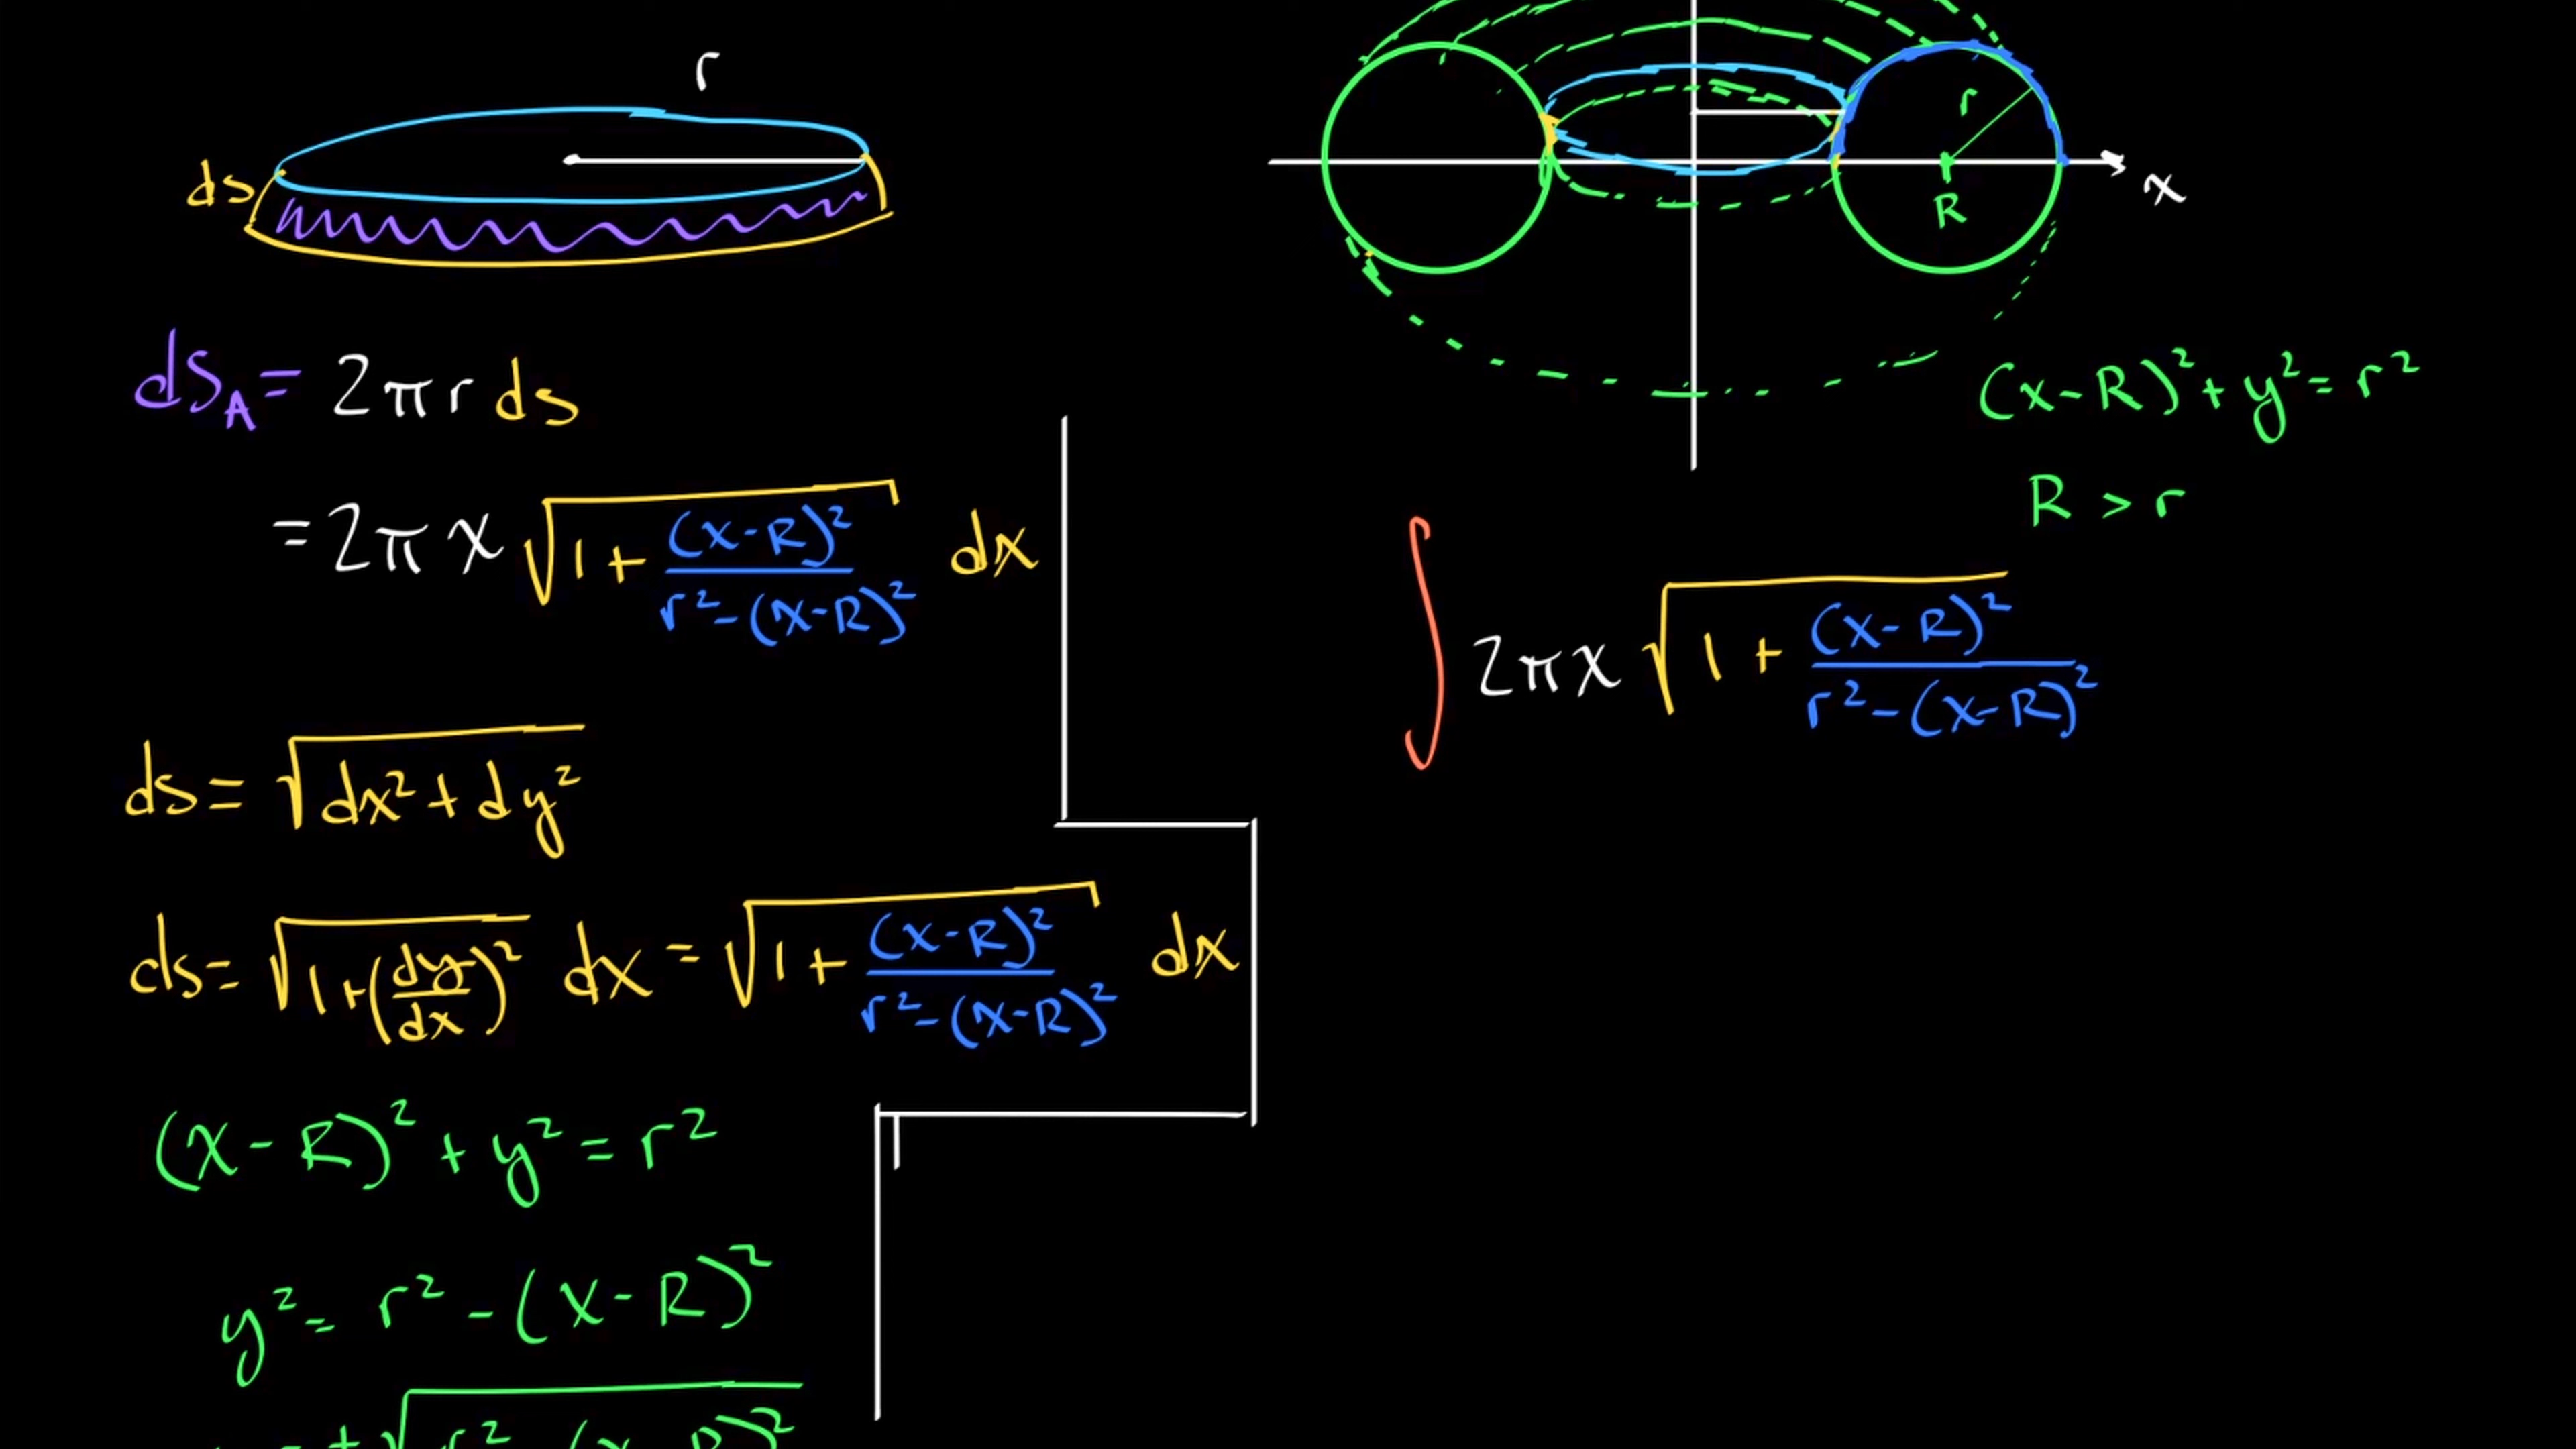 r
ds
dS_A = 2πr ds
= 2πx √(1 + (x-R)²/(r²-(x-R)²)) dx
ds = √(dx² + dy²)
ds = √(1+(dy/dx)²) dx = √(1 + (x-R)²/(r²-(x-R)²)) dx
(x-R)² + y² = r²
y² = r² - (x-R)²
r
R
x
(x-R)² + y² = r²
R > r
∫ 2πx √(1 + (x-R)²/(r²-(x-R)²))